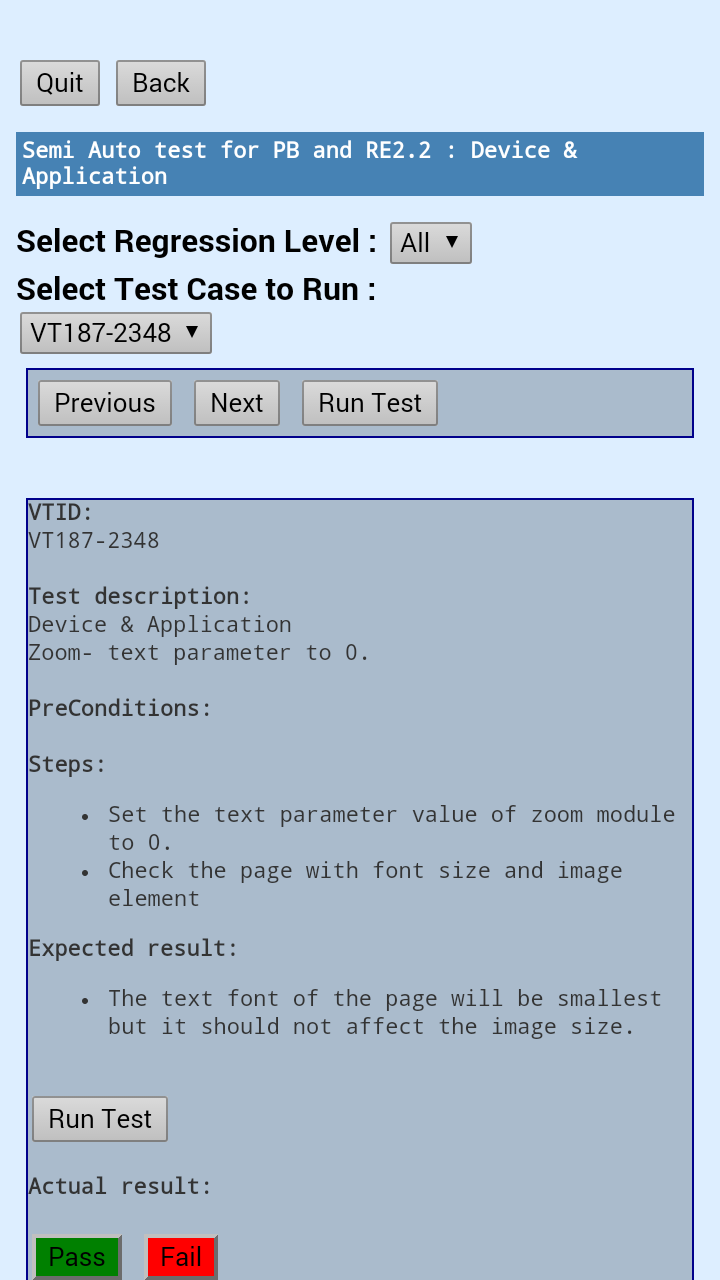 Quit Back
Semi Auto test for PB and RE2.2 : Device &
Application
Select Regression Level : All ▼
Select Test Case to Run :
VT187-2348 ▼
Previous Next Run Test
VTID:
VT187-2348
Test description:
Device & Application
Zoom- text parameter to 0.
PreConditions:
Steps:
• Set the text parameter value of zoom module
to 0.
• Check the page with font size and image
element
Expected result:
• The text font of the page will be smallest
but it should not affect the image size.
Run Test
Actual result:
Pass Fail